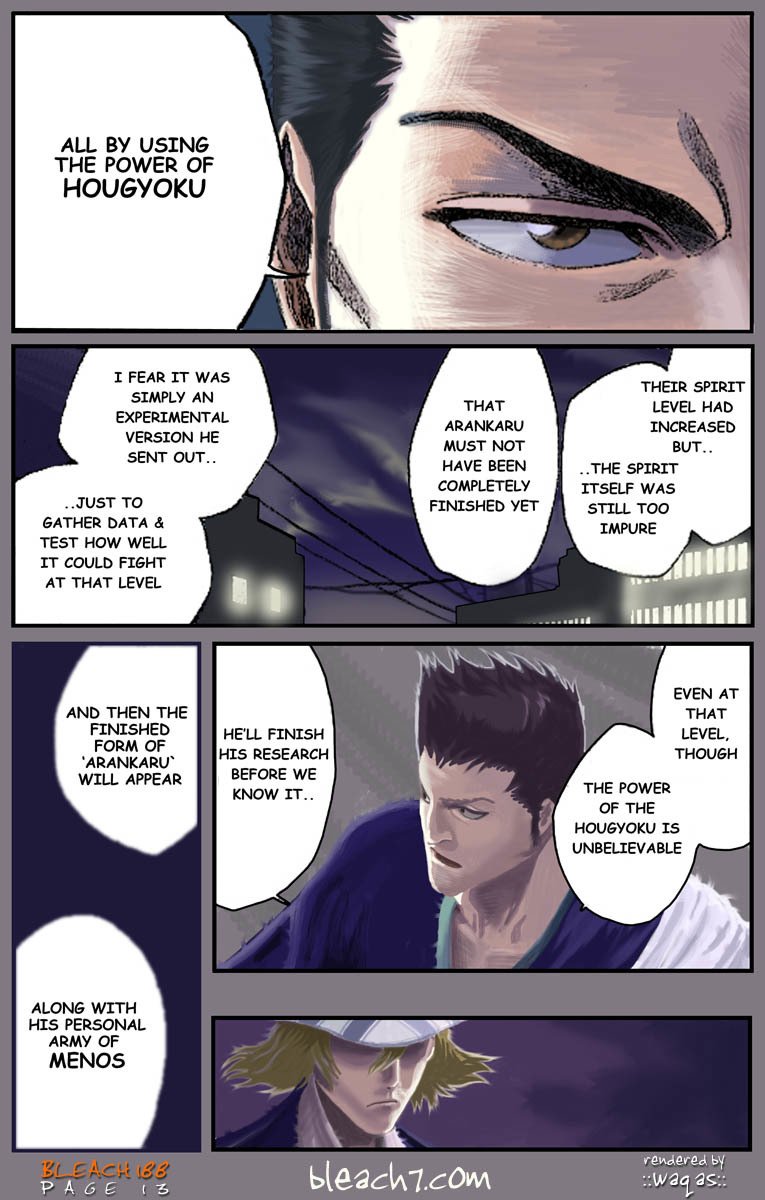 ALL BY USING
THE POWER OF
HOUGYOKU
THEIR SPIRIT
LEVEL HAD
INCREASED
BUT..
..THE SPIRIT
ITSELF WAS
STILL TOO
IMPURE
THAT
ARANKARU
MUST NOT
HAVE BEEN
COMPLETELY
FINISHED YET
I FEAR IT WAS
SIMPLY AN
EXPERIMENTAL
VERSION HE
SENT OUT..
..JUST TO
GATHER DATA &
TEST HOW WELL
IT COULD FIGHT
AT THAT LEVEL
EVEN AT
THAT
LEVEL,
THOUGH
THE POWER
OF THE
HOUGYOKU IS
UNBELIEVABLE
HE'LL FINISH
HIS RESEARCH
BEFORE WE
KNOW IT..
AND THEN THE
FINISHED
FORM OF
'ARANKARU`
WILL APPEAR
ALONG WITH
HIS PERSONAL
ARMY OF
MENOS
BLEACH 188
PAGE 13
bleach7.com
rendered by
::waqas::